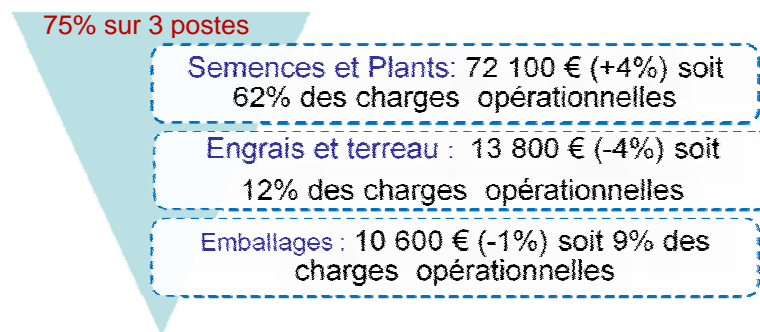 75% sur 3 postes
Semences et Plants: 72 100 € (+4%) soit
62% des charges opérationnelles
Engrais et terreau : 13 800 € (-4%) soit
12% des charges opérationnelles
Emballages : 10 600 € (-1%) soit 9% des
charges opérationnelles